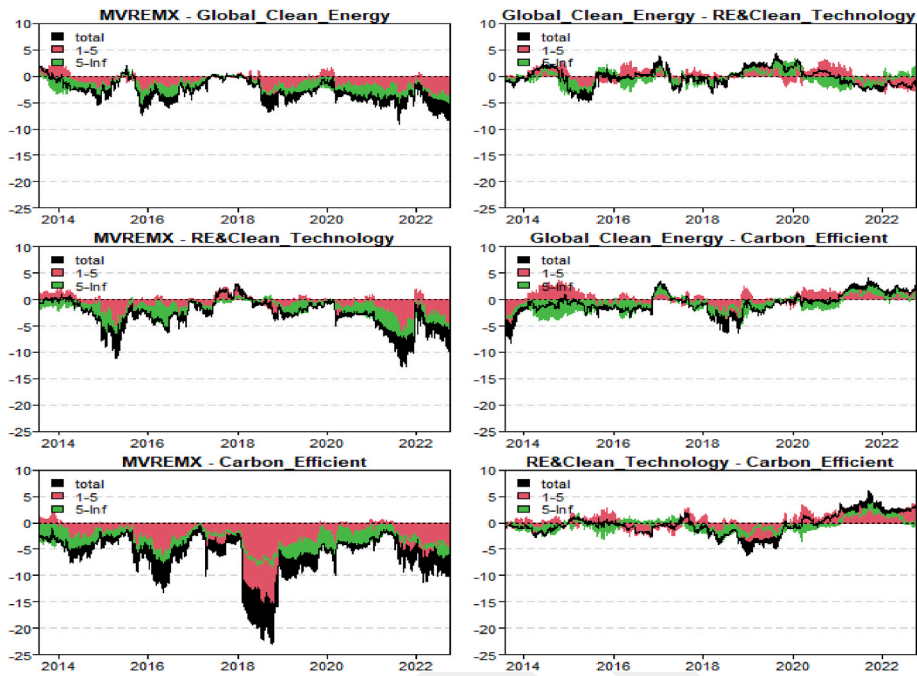 MVREMX - Global_Clean_Energy
10
5
0
-5
-10
-15
-20
-25
total
1-5
5-Inf
2014 2016 2018 2020 2022
Global_Clean_Energy - RE&Clean_Technology
10
5
0
-5
-10
-15
-20
-25
total
1-5
5-Inf
2014 2016 2018 2020 2022
MVREMX - RE&Clean_Technology
10
5
0
-5
-10
-15
-20
-25
total
1-5
5-Inf
2014 2016 2018 2020 2022
Global_Clean_Energy - Carbon_Efficient
10
5
0
-5
-10
-15
-20
-25
total
1-5
5-Inf
2014 2016 2018 2020 2022
MVREMX - Carbon_Efficient
10
5
0
-5
-10
-15
-20
-25
total
1-5
5-Inf
2014 2016 2018 2020 2022
RE&Clean_Technology - Carbon_Efficient
10
5
0
-5
-10
-15
-20
-25
total
1-5
5-Inf
2014 2016 2018 2020 2022